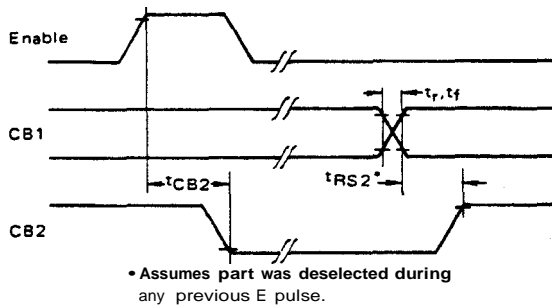 Enable
tr, tf
CB1
tRS2*
tCB2
CB2
• Assumes part was deselected during
any previous E pulse.